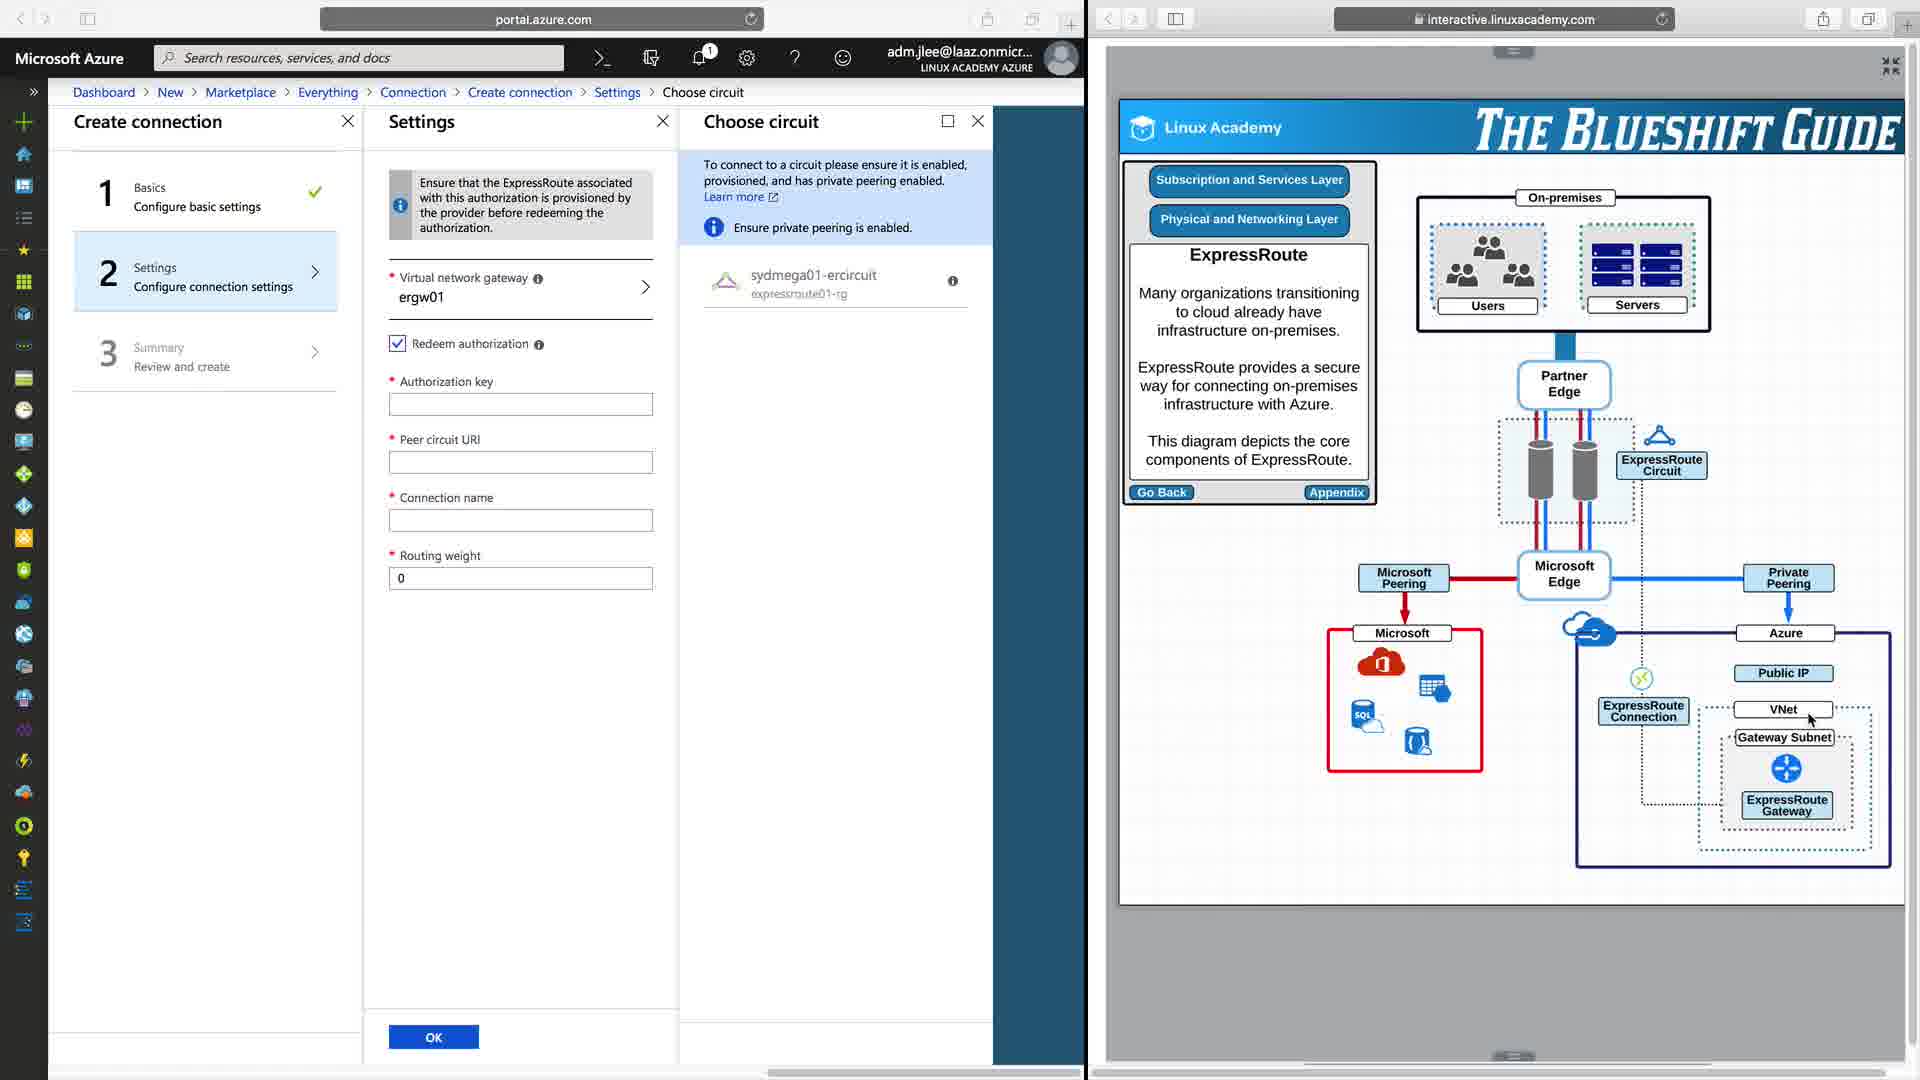 portal.azure.com
Microsoft Azure
Search resources, services, and docs
1
adm.jlee@laaz.onmicr...
LINUX ACADEMY AZURE
Dashboard > New > Marketplace > Everything > Connection > Create connection > Settings > Choose circuit
Create connection
1
Basics
Configure basic settings
2
Settings
Configure connection settings
3
Summary
Review and create
Settings
Ensure that the ExpressRoute associated
with this authorization is provisioned by
the provider before redeeming the
authorization.
* Virtual network gateway
ergw01
Redeem authorization
* Authorization key
* Peer circuit URI
* Connection name
* Routing weight
0
OK
Choose circuit
To connect to a circuit please ensure it is enabled,
provisioned, and has private peering enabled.
Learn more
Ensure private peering is enabled.
sydmega01-ercircuit
expressroute01-rg
interactive.linuxacademy.com
Linux Academy
THE BLUESHIFT GUIDE
Subscription and Services Layer
Physical and Networking Layer
ExpressRoute
Many organizations transitioning
to cloud already have
infrastructure on-premises.
ExpressRoute provides a secure
way for connecting on-premises
infrastructure with Azure.
This diagram depicts the core
components of ExpressRoute.
Go Back
Appendix
On-premises
Users
Servers
Partner
Edge
ExpressRoute
Circuit
Microsoft
Edge
Microsoft
Peering
Private
Peering
Microsoft
SQL
Azure
Public IP
ExpressRoute
Connection
VNet
Gateway Subnet
ExpressRoute
Gateway